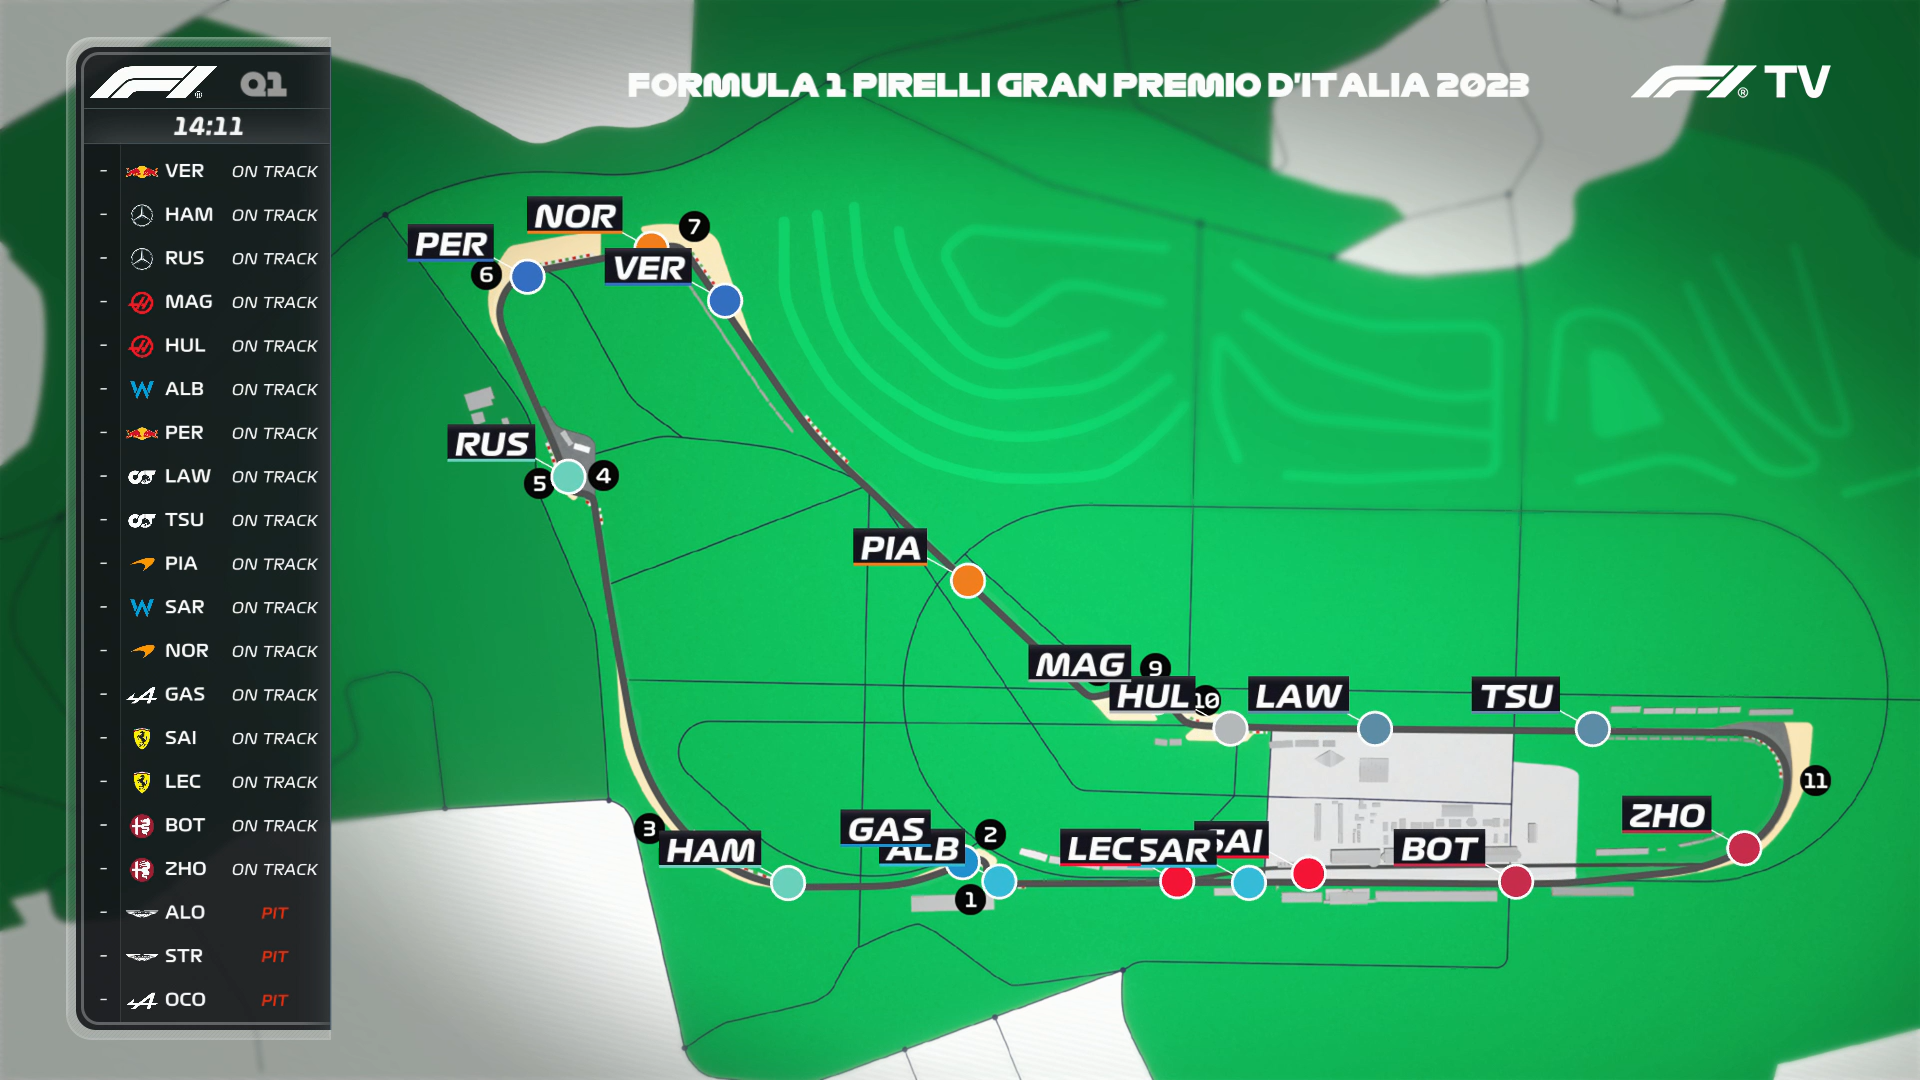 F1 Q1
14:11
- VER ON TRACK
- HAM ON TRACK
- RUS ON TRACK
- MAG ON TRACK
- HUL ON TRACK
- ALB ON TRACK
- PER ON TRACK
- LAW ON TRACK
- TSU ON TRACK
- PIA ON TRACK
- SAR ON TRACK
- NOR ON TRACK
- GAS ON TRACK
- SAI ON TRACK
- LEC ON TRACK
- BOT ON TRACK
- ZHO ON TRACK
- ALO PIT
- STR PIT
- OCO PIT
FORMULA 1 PIRELLI GRAN PREMIO D'ITALIA 2023
F1® TV
NOR
7
PER
VER
6
RUS
5
4
PIA
MAG
9
HUL
10
LAW
TSU
11
ZHO
3
HAM
GAS
ALB
2
1
LEC
SAR
SAI
BOT